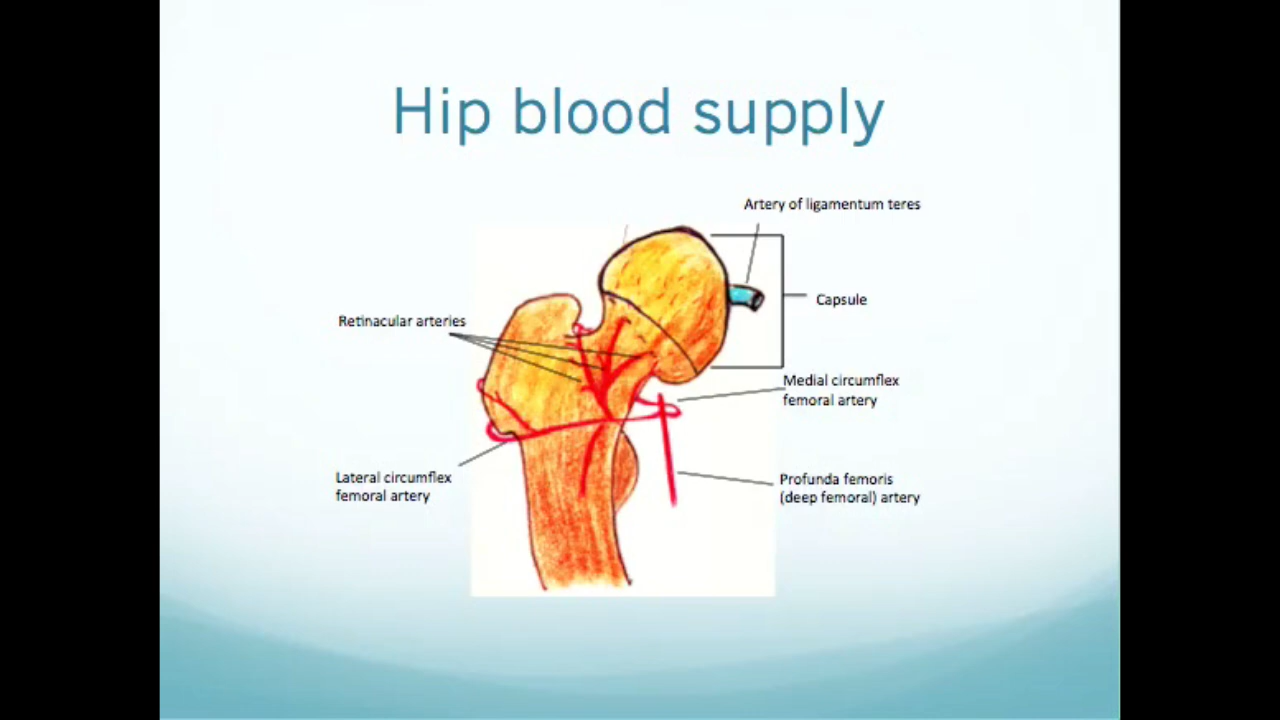 Hip blood supply
Artery of ligamentum teres
Capsule
Retinacular arteries
Medial circumflex
femoral artery
Lateral circumflex
femoral artery
Profunda femoris
(deep femoral) artery